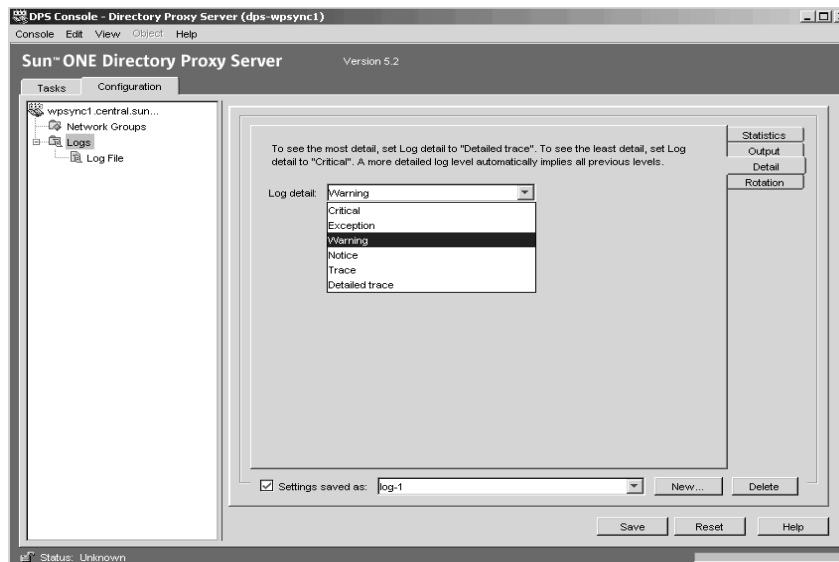 DPS Console - Directory Proxy Server (dps-wpsync1)
Console Edit View Object Help
Sun™ ONE Directory Proxy Server Version 5.2
Tasks Configuration
wpsync1.central.sun...
Network Groups
Logs
Log File
To see the most detail, set Log detail to "Detailed trace". To see the least detail, set Log
detail to "Critical". A more detailed log level automatically implies all previous levels.
Log detail: Warning
Critical
Exception
Warning
Notice
Trace
Detailed trace
Statistics
Output
Detail
Rotation
Settings saved as: log-1 New... Delete
Save Reset Help
Status: Unknown